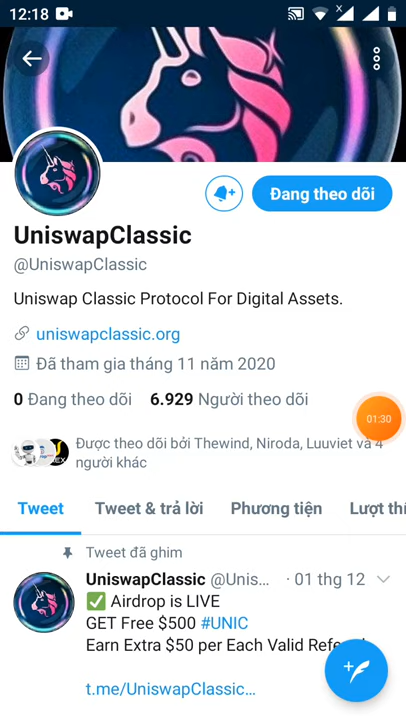 12:18
X
UniswapClassic
@UniswapClassic
Đang theo dõi
Uniswap Classic Protocol For Digital Assets.
uniswapclassic.org
Đã tham gia tháng 11 năm 2020
0 Đang theo dõi 6.929 Người theo dõi
01:30
Được theo dõi bởi Thewind, Niroda, Luuviet và 4
người khác
Tweet Tweet & trả lời Phương tiện Lượt thí
Tweet đã ghim
UniswapClassic @Unis... · 01 thg 12
Airdrop is LIVE
GET Free $500 #UNIC
Earn Extra $50 per Each Valid
t.me/UniswapClassic...